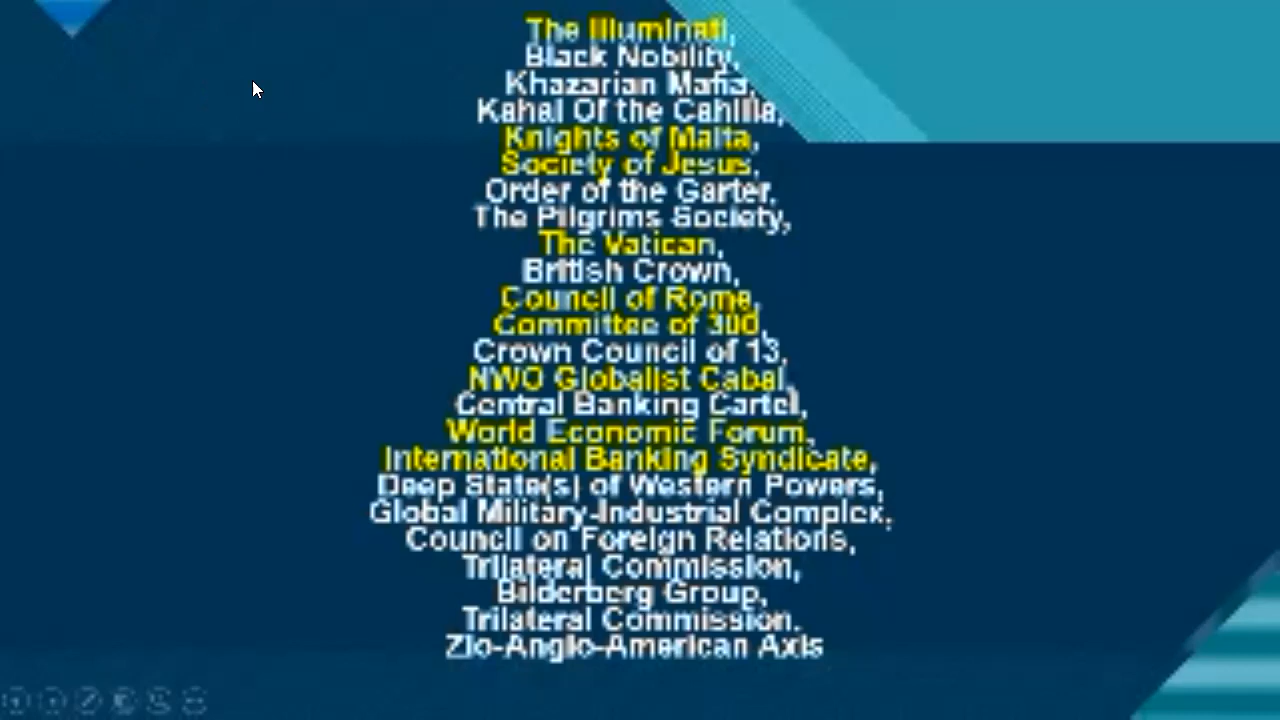 The Illuminati,
Black Nobility,
Khazarian Mafia,
Kahal Of the Cahilla,
Knights of Malta,
Society of Jesus,
Order of the Garter,
The Pilgrims Society,
The Vatican,
British Crown,
Council of Rome,
Committee of 300,
Crown Council of 13,
NWO Globalist Cabal,
Central Banking Cartel,
World Economic Forum,
International Banking Syndicate,
Deep State(s) of Western Powers,
Global Military-Industrial Complex,
Council on Foreign Relations,
Trilateral Commission,
Bilderberg Group,
Trilateral Commission.
Zio-Anglo-American Axis